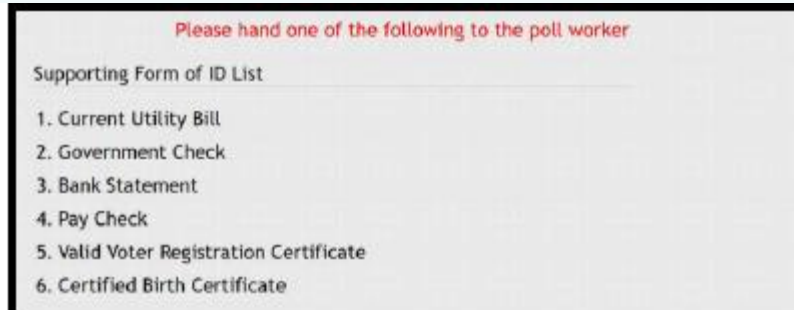 Please hand one of the following to the poll worker
Supporting Form of ID List
1. Current Utility Bill
2. Government Check
3. Bank Statement
4. Pay Check
5. Valid Voter Registration Certificate
6. Certified Birth Certificate